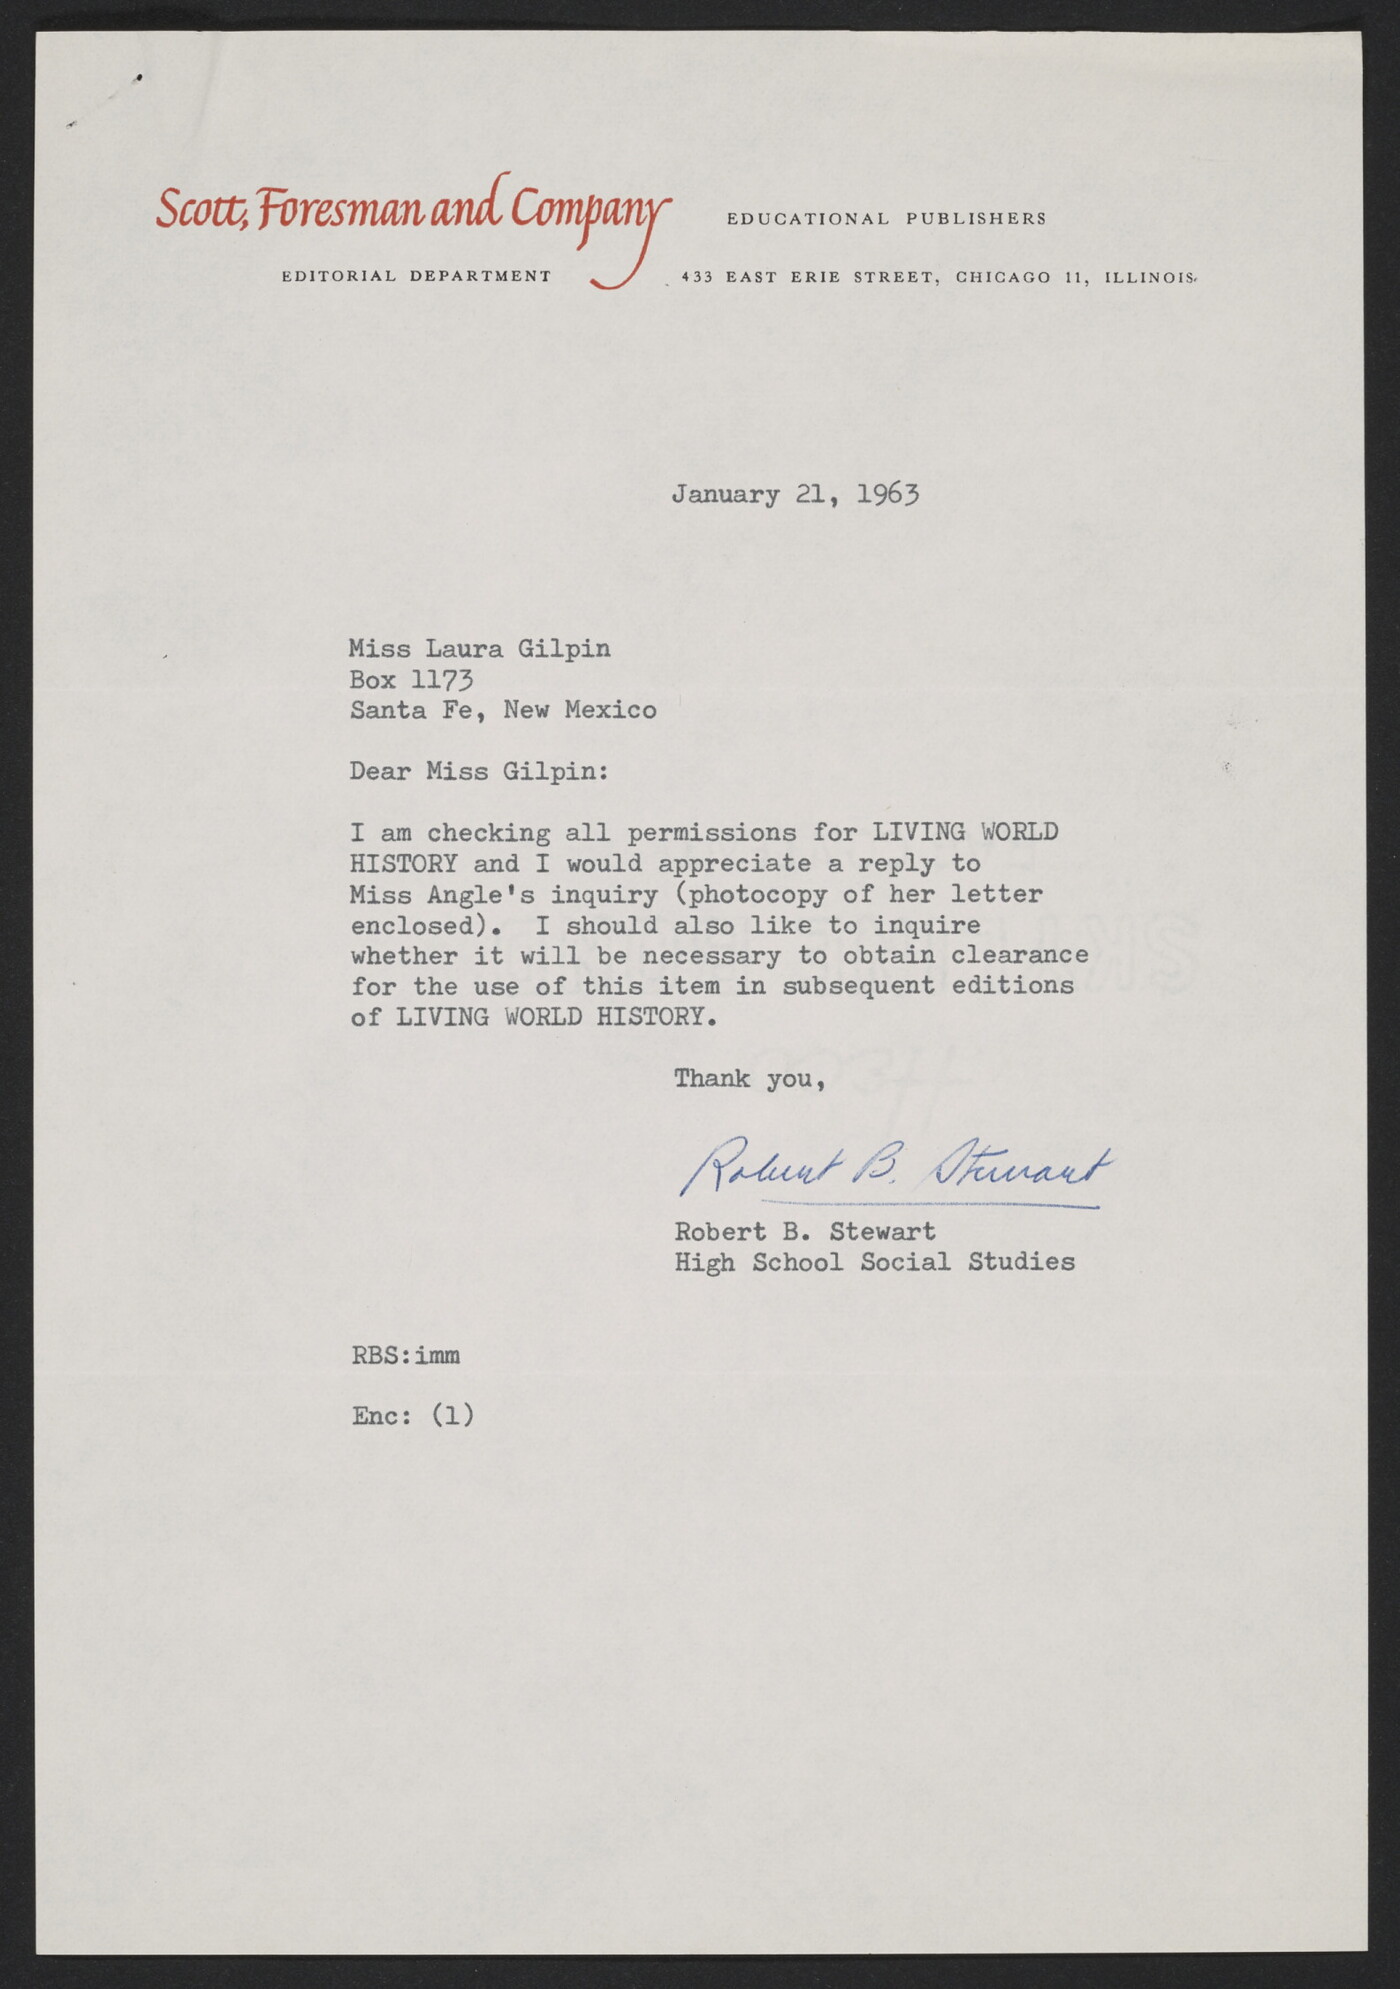 Scott, Foresman and Company
EDUCATIONAL PUBLISHERS
EDITORIAL DEPARTMENT
433 EAST ERIE STREET, CHICAGO 11, ILLINOIS
January 21, 1963
Miss Laura Gilpin
Box 1173
Santa Fe, New Mexico
Dear Miss Gilpin:
I am checking all permissions for LIVING WORLD
HISTORY and I would appreciate a reply to
Miss Angle's inquiry (photocopy of her letter
enclosed).  I should also like to inquire
whether it will be necessary to obtain clearance
for the use of this item in subsequent editions
of LIVING WORLD HISTORY.
Thank you,
Robert B. Stewart
Robert B. Stewart
High School Social Studies
RBS:imm
Enc: (1)